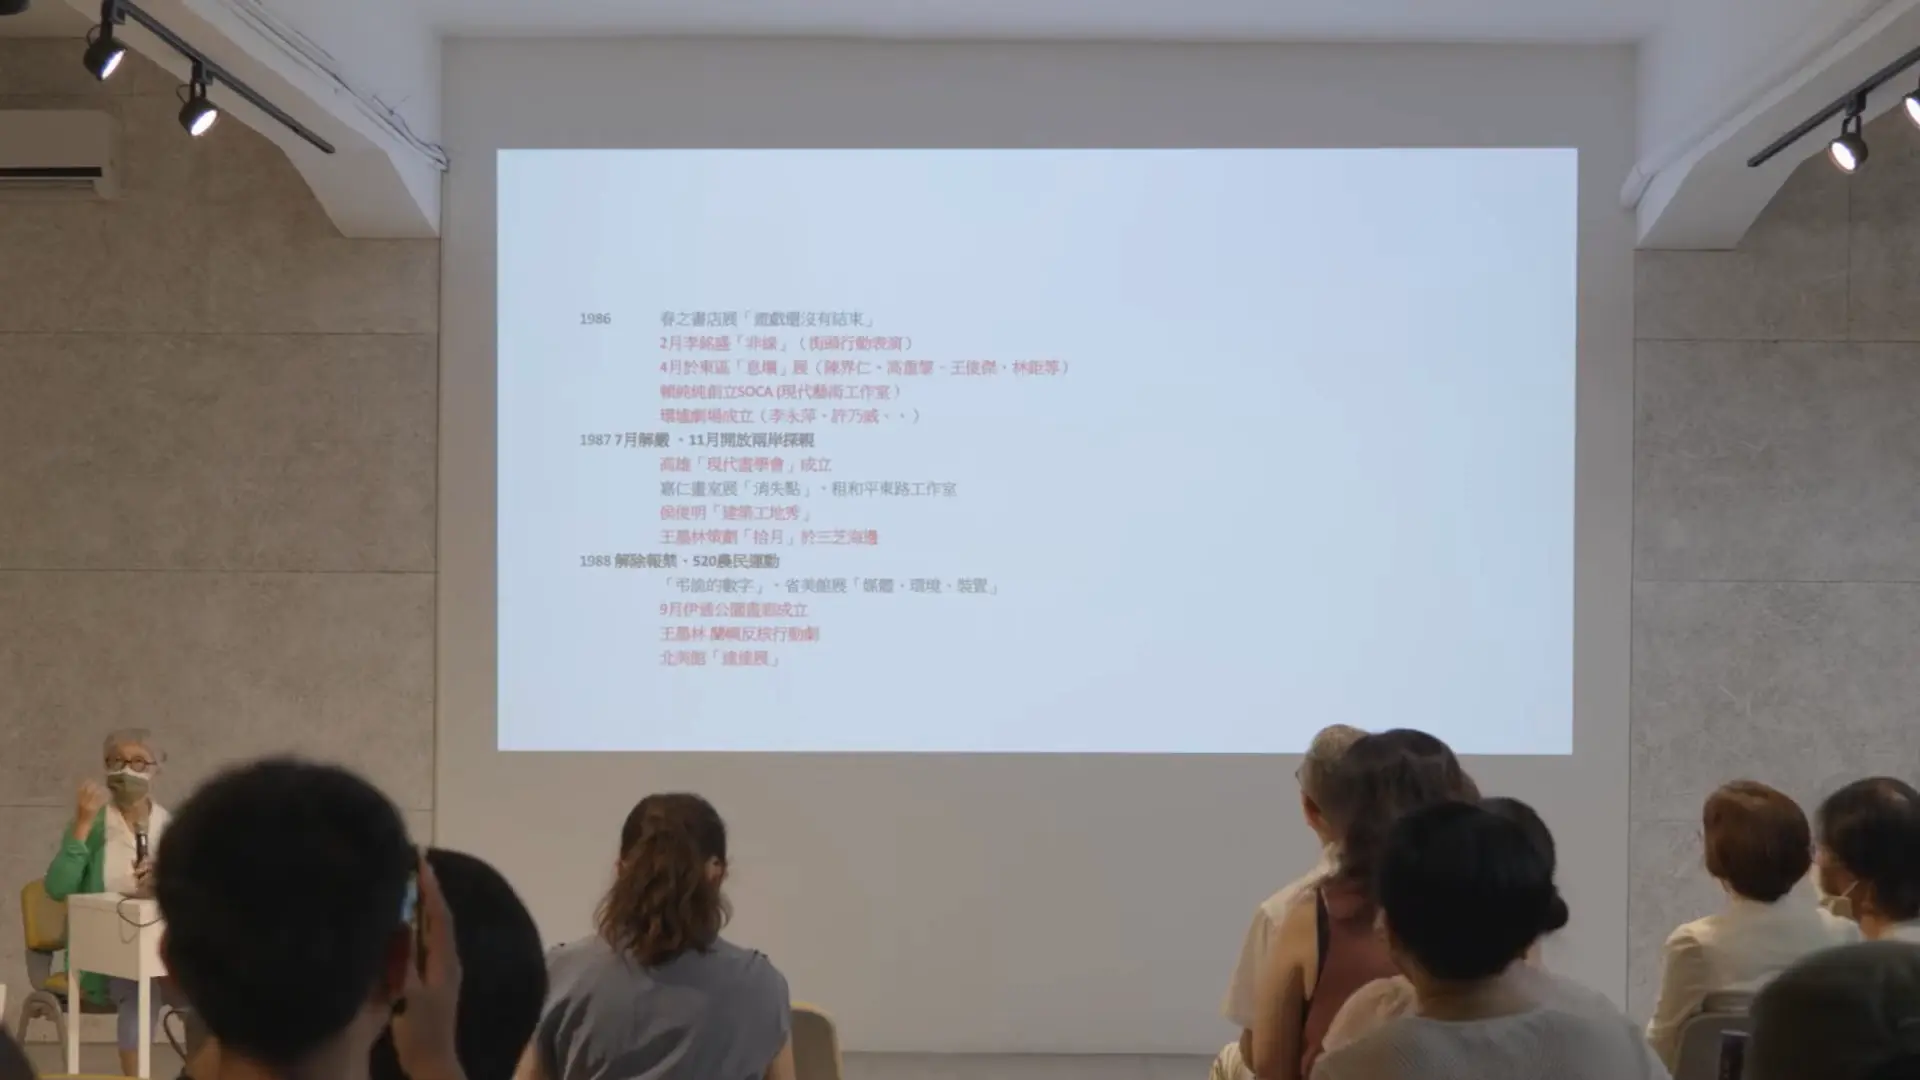 1986 春之書店展「遊戲還沒有結束」
2月李銘盛「非線」（街頭行動表演）
4月於東區「息壤」展（陳界仁、高重黎、王俊傑、林鉅等）
賴純純創立SOCA (現代藝術工作室）
環墟劇場成立（李永萍、許乃威、、）
1987 7月解嚴 、11月開放兩岸探親
高雄「現代畫學會」成立
嘉仁畫室展「消失點」、租和平東路工作室
侯俊明「建築工地秀」
王墨林策劃「拾月」於三芝海邊
1988 解除報禁、520農民運動
「弔詭的數字」、省美館展「媒體、環境、裝置」
9月伊通公園畫廊成立
王墨林 蘭嶼反核行動劇
北美館「達達展」